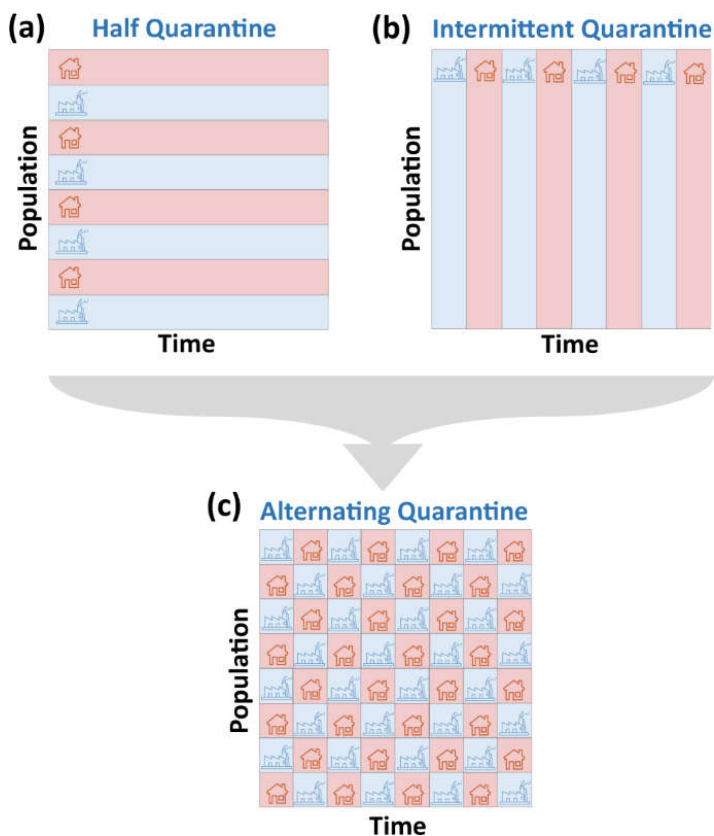 (a) Half Quarantine
(b) Intermittent Quarantine
Population
Time
Population
Time
(c) Alternating Quarantine
Population
Time